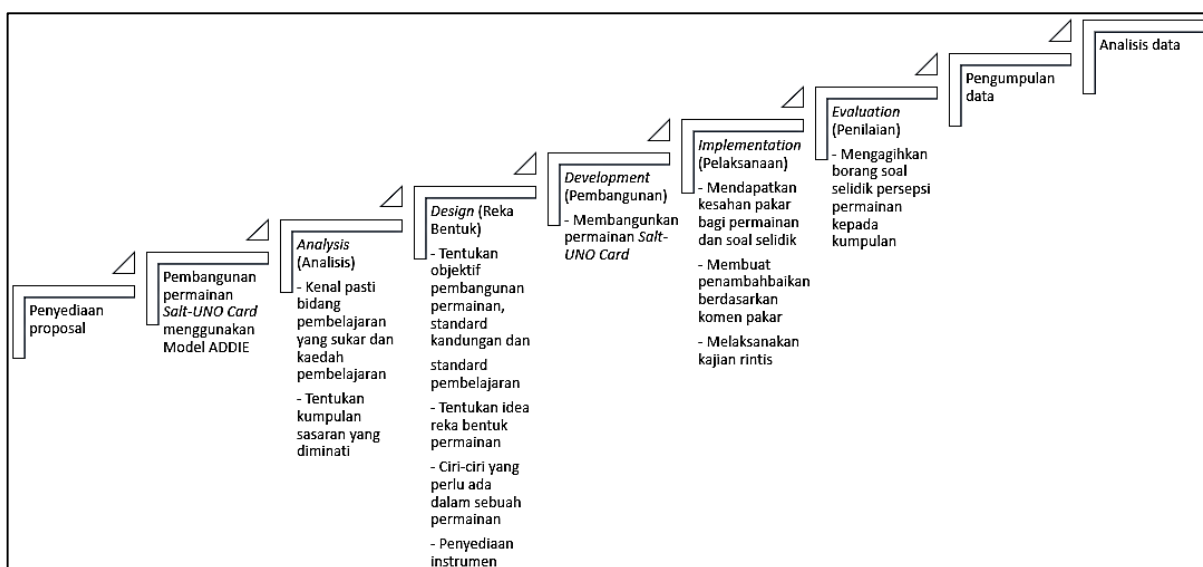 Penyediaan
proposal
Pembangunan
permainan
Salt-UNO Card
menggunakan
Model ADDIE
Analysis
(Analisis)
- Kenal pasti
bidang
pembelajaran
yang sukar dan
kaedah
pembelajaran
- Tentukan
kumpulan
sasaran yang
diminati
Design (Reka
Bentuk)
- Tentukan
objektif
pembangunan
permainan,
standard
kandungan dan
standard
pembelajaran
- Tentukan idea
reka bentuk
permainan
- Ciri-ciri yang
perlu ada
dalam sebuah
permainan
- Penyediaan
instrumen
Development
(Pembangunan)
- Membangunkan
permainan Salt-
UNO Card
Implementation
(Pelaksanaan)
- Mendapatkan
kesahan pakar
bagi permainan
dan soal selidik
- Membuat
penambahbaikan
berdasarkan
komen pakar
- Melaksanakan
kajian rintis
Evaluation
(Penilaian)
- Mengagihkan
borang soal
selidik persepsi
permainan
kepada
kumpulan
Pengumpulan
data
Analisis data